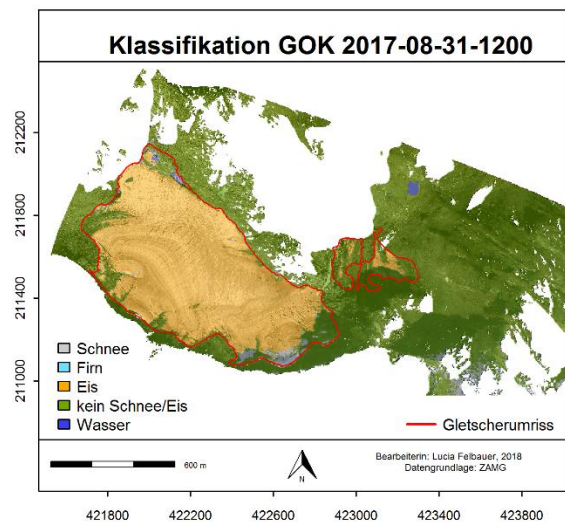 Klassifikation GOK 2017-08-31-1200
212200
211800
211400
211000
Schnee
Firn
Eis
kein Schnee/Eis
Wasser
Gletscherumriss
600 m
N
Bearbeiterin: Lucia Felbauer, 2018
Datengrundlage: ZAMG
421800 422200 422600 423000 423400 423800